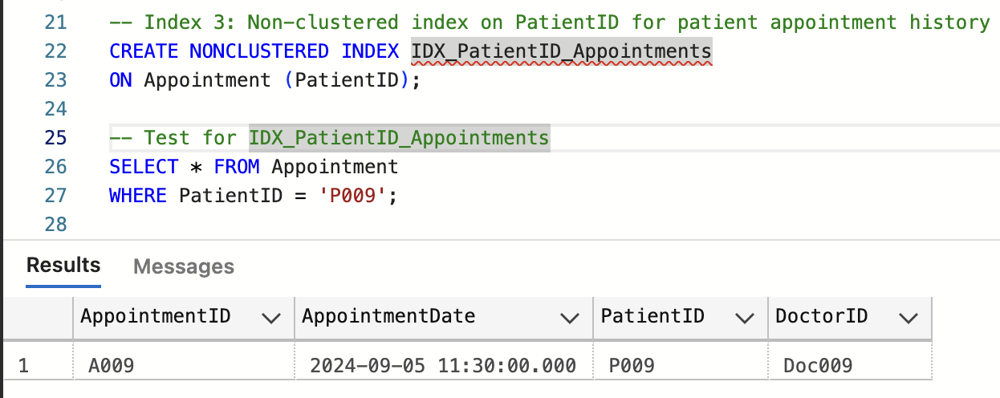 21 -- Index 3: Non-clustered index on PatientID for patient appointment history
22 CREATE NONCLUSTERED INDEX IDX_PatientID_Appointments
23 ON Appointment (PatientID);
24
25 -- Test for IDX_PatientID_Appointments
26 SELECT * FROM Appointment
27 WHERE PatientID = 'P009';
28
Results Messages
AppointmentID AppointmentDate PatientID DoctorID
1 A009 2024-09-05 11:30:00.000 P009 Doc009